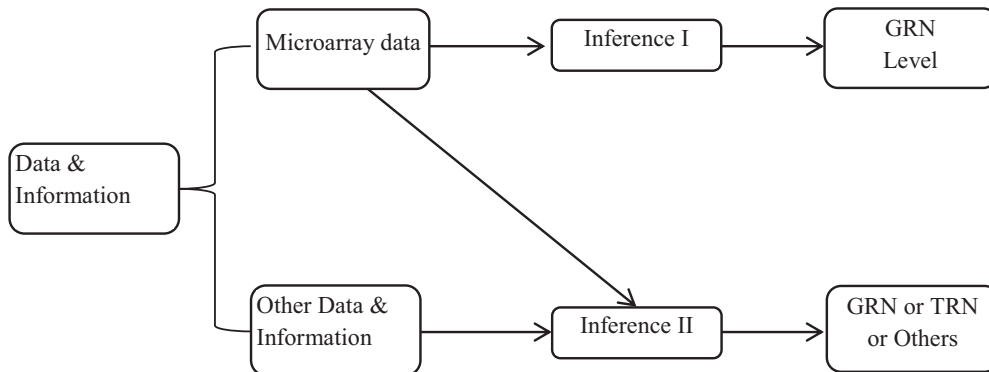 Microarray data
Inference I
GRN
Level
Data &
Information
Other Data &
Information
Inference II
GRN or TRN
or Others